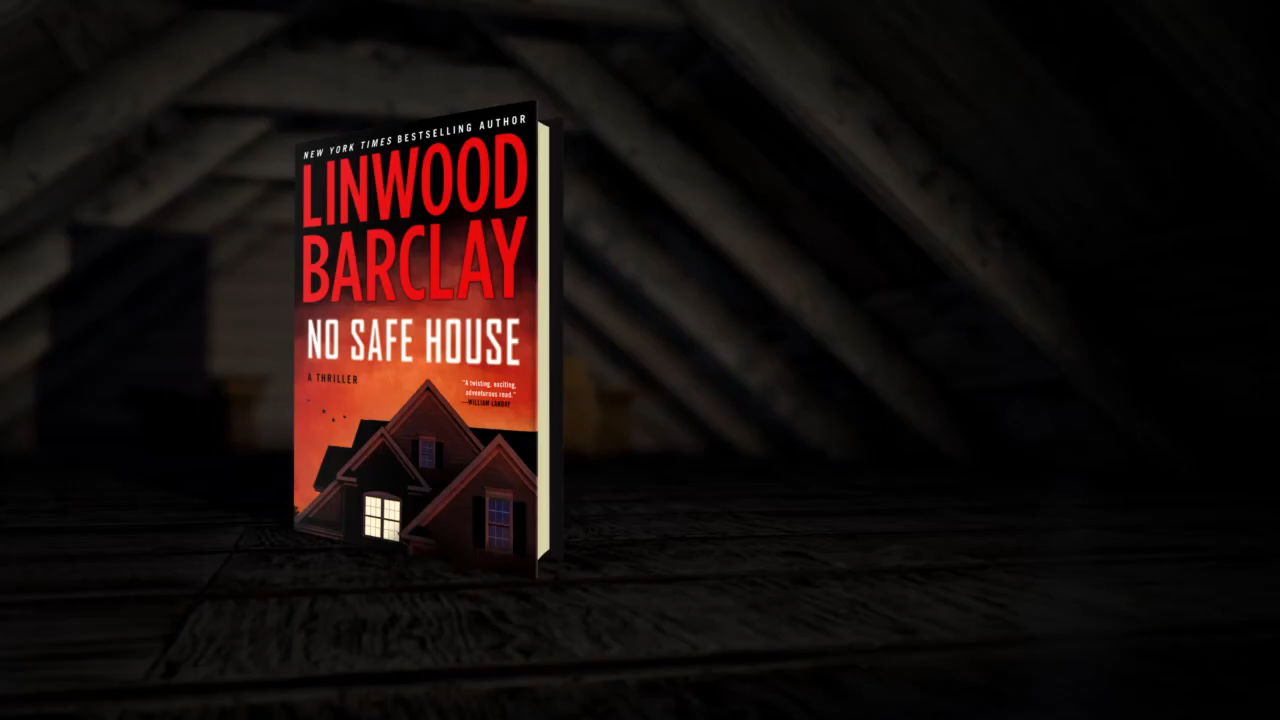 NEW YORK TIMES BESTSELLING AUTHOR
LINWOOD
BARCLAY
NO SAFE HOUSE
A THRILLER
"A twisting, exciting,
adventurous read."
—WILLIAM LANDAY